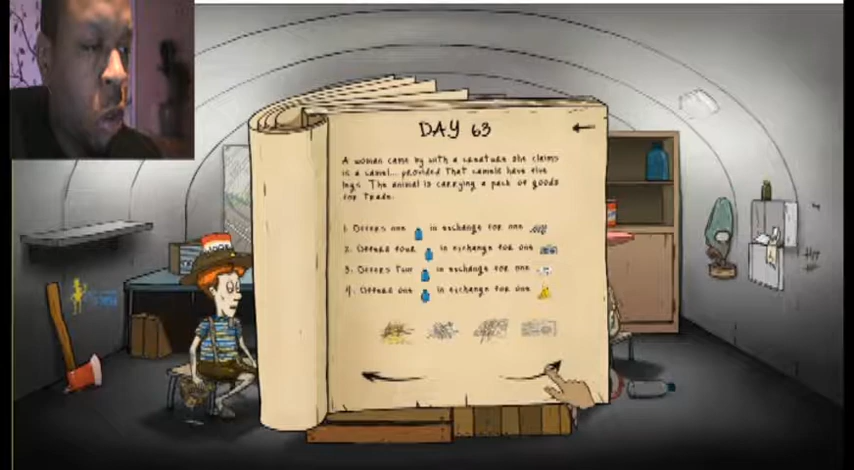 DAY 63
A woman came by with a creature she claims
is a camel... provided that camels have five
legs. The animal is carrying a pack of goods
for trade.
1. Offers one in exchange for one
2. Offers four in exchange for one
3. Offers two in exchange for one
4. Offers one in exchange for one